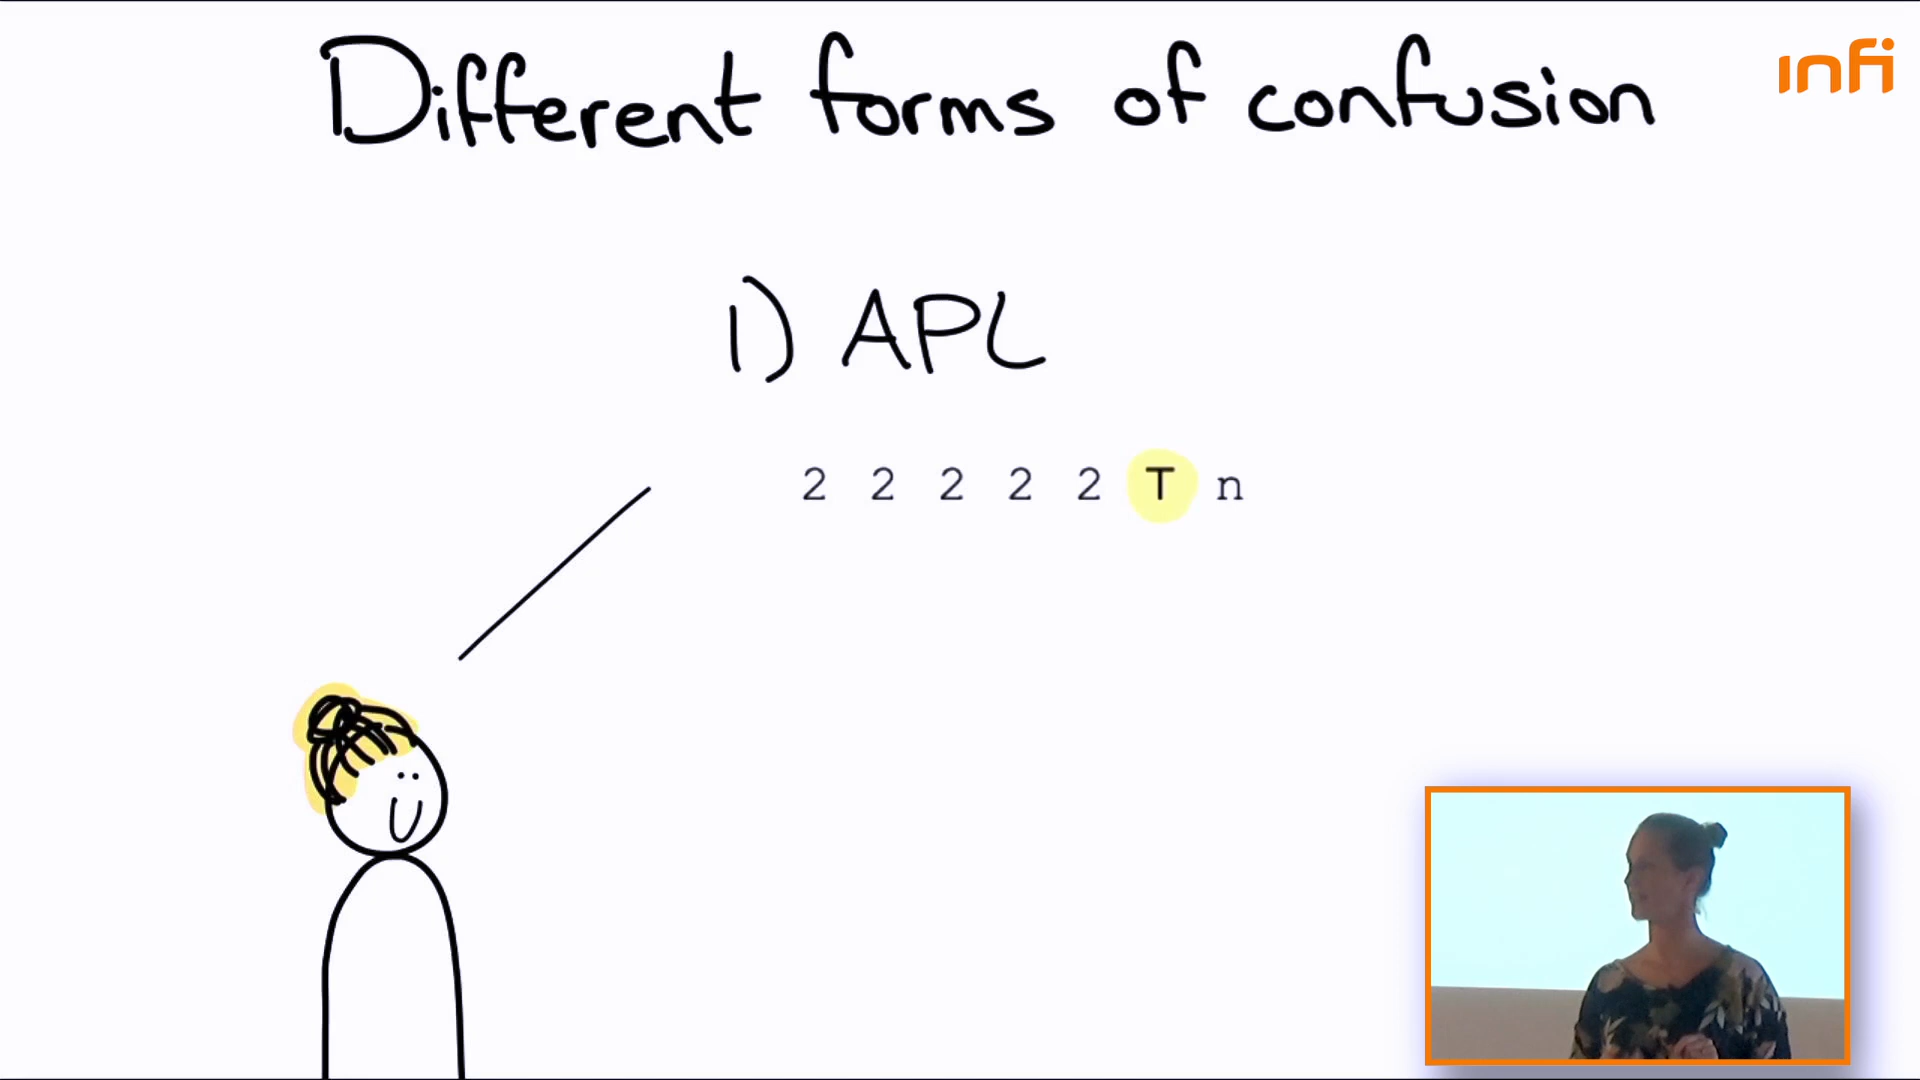 Different forms of confusion
infi
1) APL
2 2 2 2 2 T n